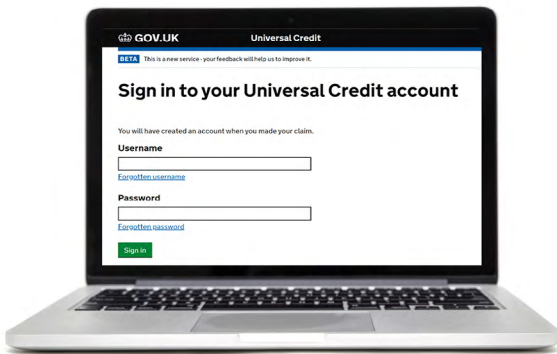 GOV.UK Universal Credit
BETA This is a new service - your feedback will help us to improve it.
Sign in to your Universal Credit account
You will have created an account when you made your claim.
Username
Forgotten username
Password
Forgotten password
Sign in